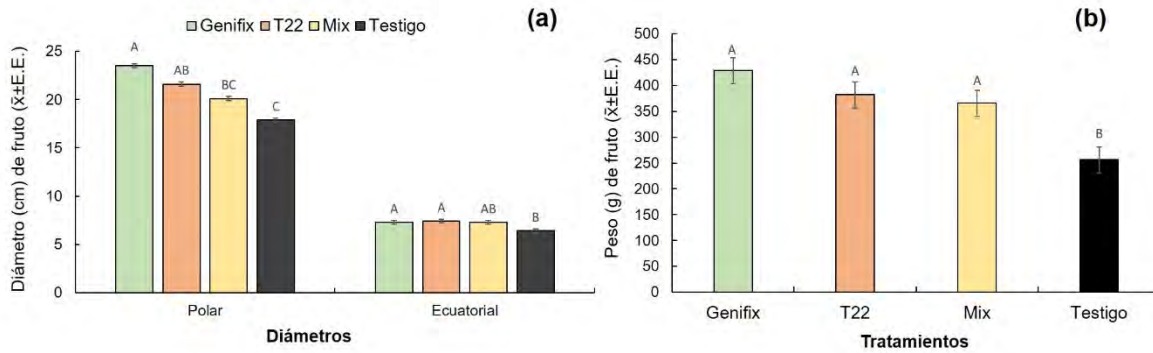 Genifix T22 Mix Testigo
(a)
Diámetro (cm) de fruto (x̄±E.E.)
25
20
15
10
5
0
A
AB
BC
C
A
A
AB
B
Polar
Ecuatorial
Diámetros
(b)
Peso (g) de fruto (x̄±E.E.)
500
450
400
350
300
250
200
150
100
50
0
A
A
A
B
Genifix
T22
Mix
Testigo
Tratamientos